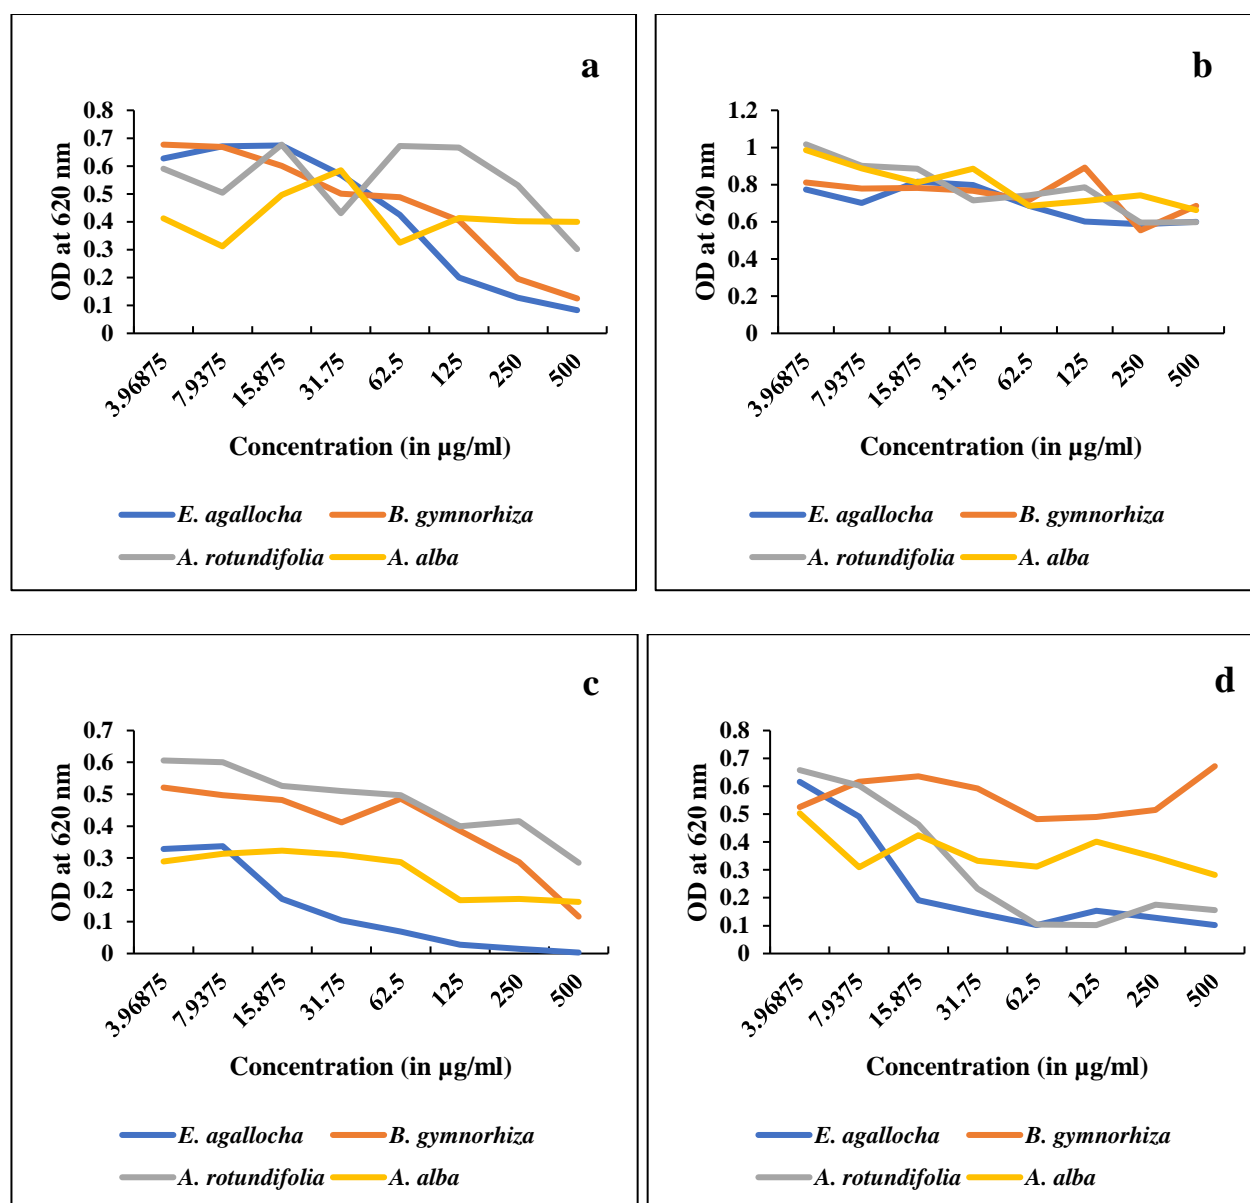 a
0.8
0.7
0.6
0.5
0.4
0.3
0.2
0.1
0
OD at 620 nm
3.96875 7.9375 15.875 31.75 62.5 125 250 500
Concentration (in µg/ml)
E. agallocha B. gymnorhiza
A. rotundifolia A. alba
b
1.2
1
0.8
0.6
0.4
0.2
0
OD at 620 nm
3.96875 7.9375 15.875 31.75 62.5 125 250 500
Concentration (in µg/ml)
E. agallocha B. gymnorhiza
A. rotundifolia A. alba
c
0.7
0.6
0.5
0.4
0.3
0.2
0.1
0
OD at 620 nm
3.96875 7.9375 15.875 31.75 62.5 125 250 500
Concentration (in µg/ml)
E. agallocha B. gymnorhiza
A. rotundifolia A. alba
d
0.8
0.7
0.6
0.5
0.4
0.3
0.2
0.1
0
OD at 620 nm
3.96875 7.9375 15.875 31.75 62.5 125 250 500
Concentration (in µg/ml)
E. agallocha B. gymnorhiza
A. rotundifolia A. alba